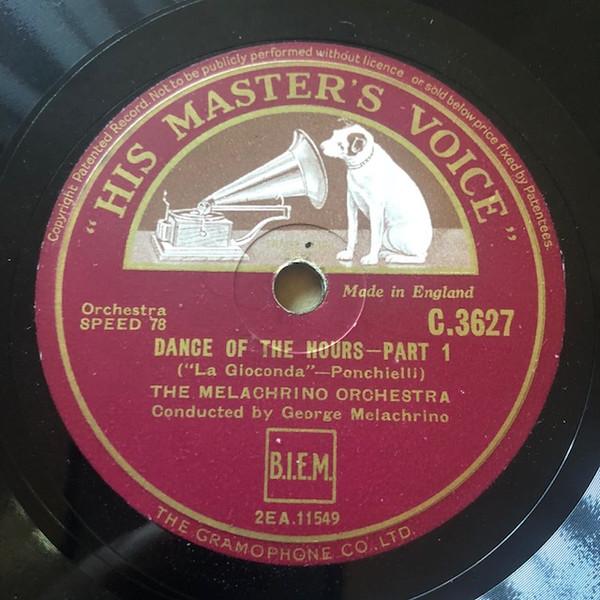 Copyright Patented Record. Not to be publicly performed without licence or sold below price fixed by Patentees.
"HIS MASTER'S VOICE"
Made in England
Orchestra
SPEED 78
C.3627
DANCE OF THE HOURS—PART 1
("La Gioconda"—Ponchielli)
THE MELACHRINO ORCHESTRA
Conducted by George Melachrino
B.I.E.M.
2EA.11549
THE GRAMOPHONE CO. LTD.